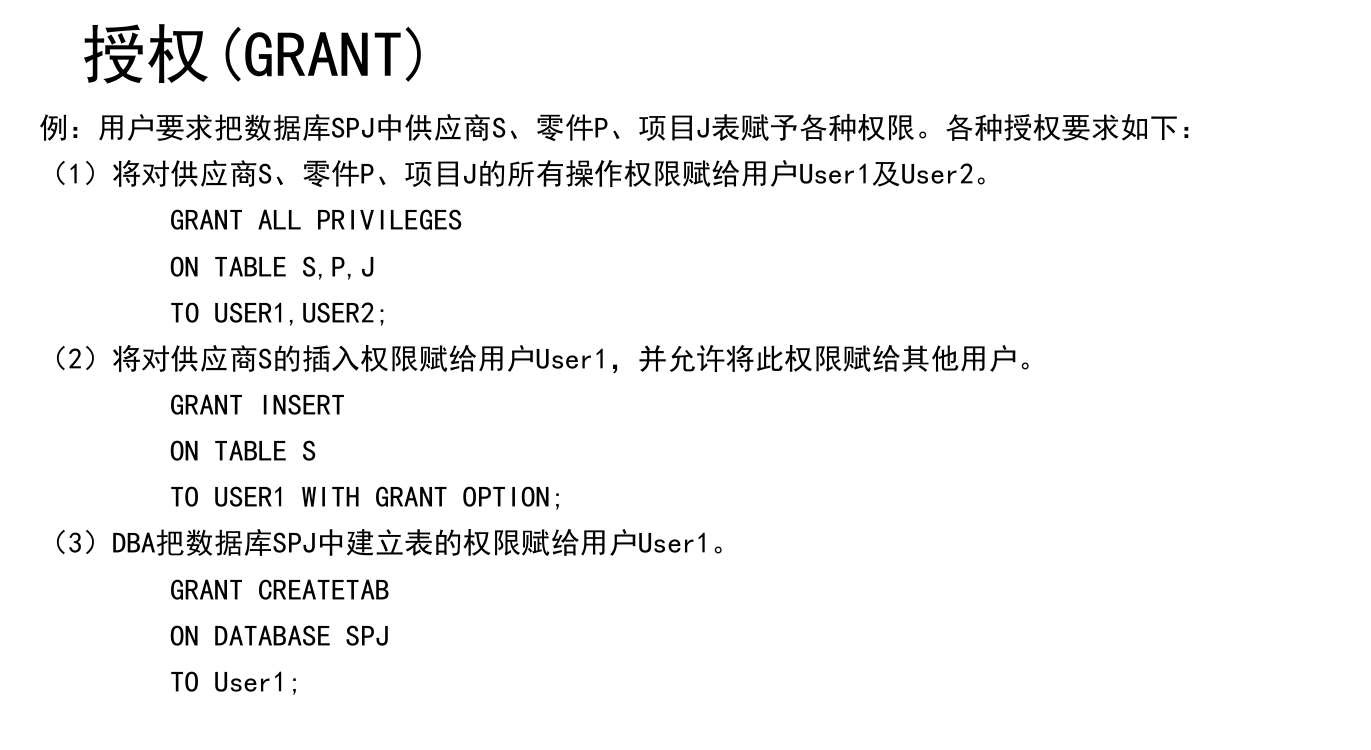 授权(GRANT)
例：用户要求把数据库SPJ中供应商S、零件P、项目J表赋予各种权限。各种授权要求如下：
（1）将对供应商S、零件P、项目J的所有操作权限赋给用户User1及User2。
GRANT ALL PRIVILEGES
ON TABLE S,P,J
TO USER1,USER2;
（2）将对供应商S的插入权限赋给用户User1，并允许将此权限赋给其他用户。
GRANT INSERT
ON TABLE S
TO USER1 WITH GRANT OPTION;
（3）DBA把数据库SPJ中建立表的权限赋给用户User1。
GRANT CREATETAB
ON DATABASE SPJ
TO User1;